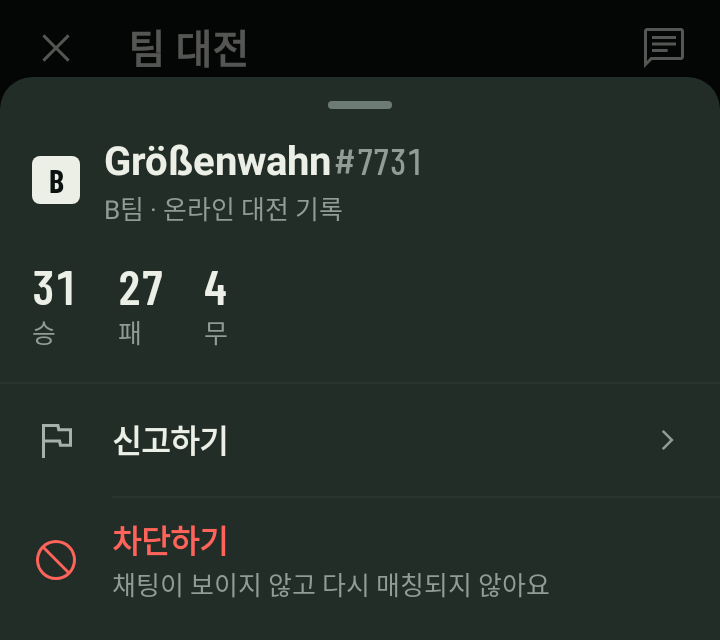 팀 대전
B
Größenwahn #7731
B팀 · 온라인 대전 기록
31 27 4
승 패 무
신고하기
차단하기
채팅이 보이지 않고 다시 매칭되지 않아요